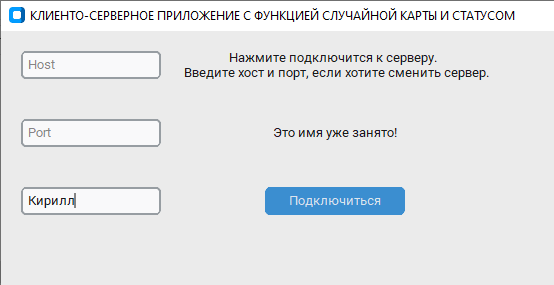 КЛИЕНТО-СЕРВЕРНОЕ ПРИЛОЖЕНИЕ С ФУНКЦИЕЙ СЛУЧАЙНОЙ КАРТЫ И СТАТУСОМ
Host
Нажмите подключится к серверу.
Введите хост и порт, если хотите сменить сервер.
Port
Это имя уже занято!
Кирилл
Подключиться